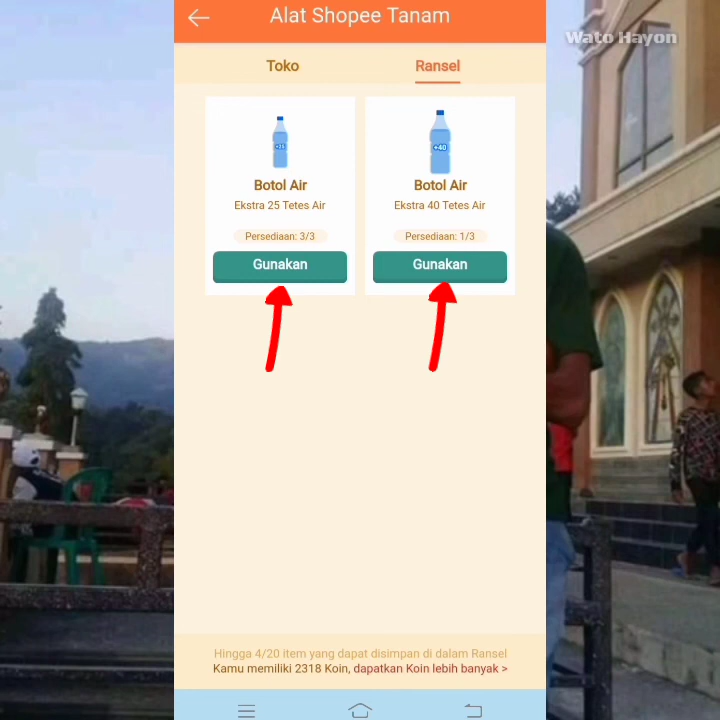 Alat Shopee Tanam
Wato Hayon
Toko
Ransel
+40
Botol Air
Botol Air
Ekstra 25 Tetes Air
Ekstra 40 Tetes Air
Persediaan: 3/3
Persediaan: 1/3
Gunakan
Gunakan
Hingga 4/20 item yang dapat disimpan di dalam Ransel
Kamu memiliki 2318 Koin, dapatkan Koin lebih banyak >